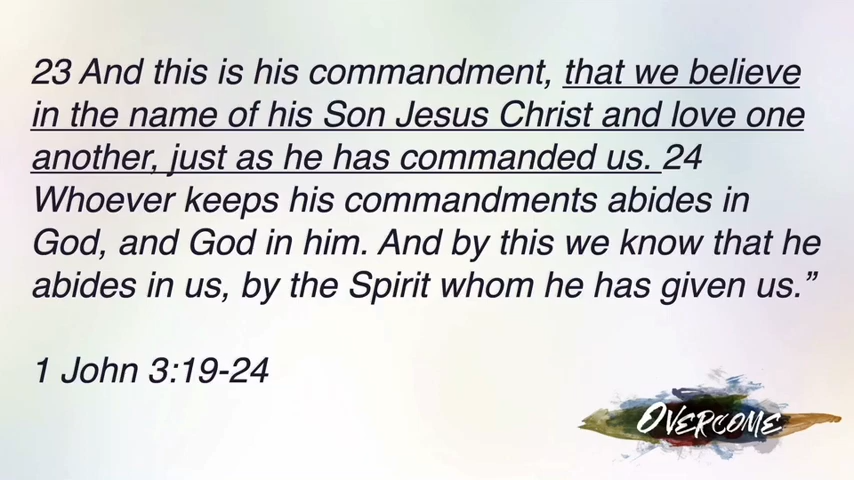 23 And this is his commandment, that we believe
in the name of his Son Jesus Christ and love one
another, just as he has commanded us. 24
Whoever keeps his commandments abides in
God, and God in him. And by this we know that he
abides in us, by the Spirit whom he has given us.”
1 John 3:19-24
OVERCOME